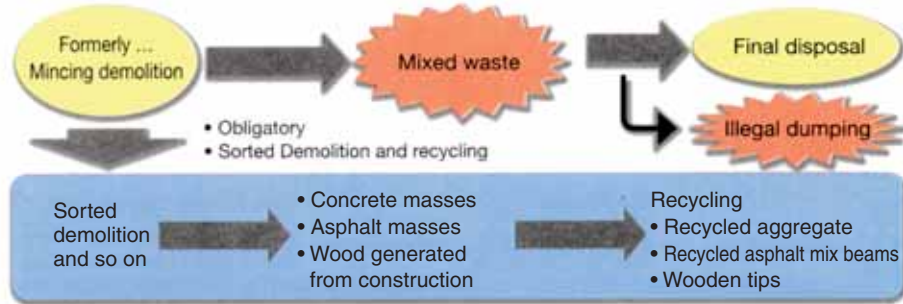 Formerly ...
Mincing demolition
Mixed waste
Final disposal
Illegal dumping
• Obligatory
• Sorted Demolition and recycling
Sorted
demolition
and so on
• Concrete masses
• Asphalt masses
• Wood generated
from construction
Recycling
• Recycled aggregate
• Recycled asphalt mix beams
• Wooden tips